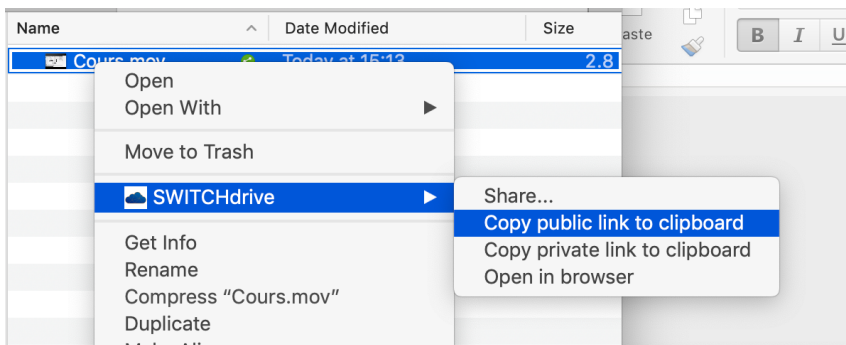 Name Date Modified Size
aste B I U
Cours.mov Today at 15:13 2.8
Open
Open With
Move to Trash
SWITCHdrive
Share...
Copy public link to clipboard
Copy private link to clipboard
Open in browser
Get Info
Rename
Compress “Cours.mov”
Duplicate